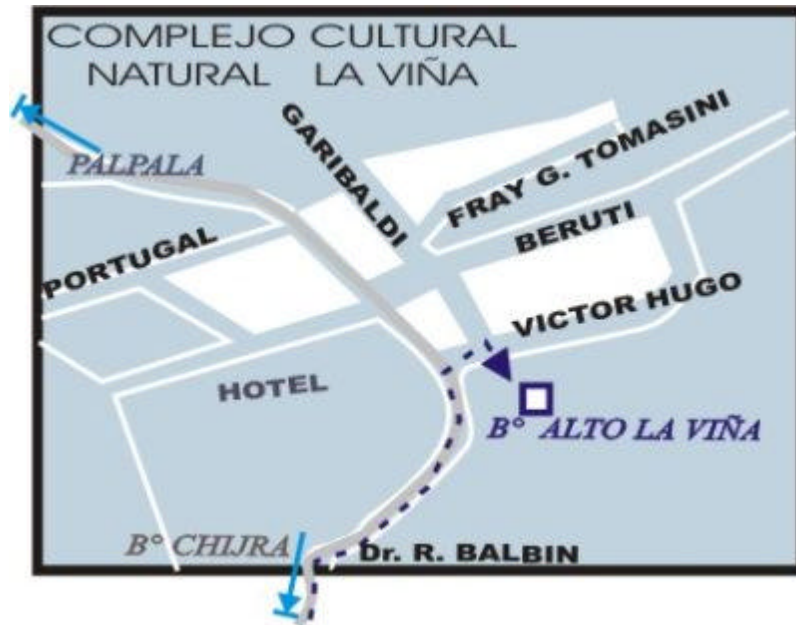 COMPLEJO CULTURAL
NATURAL LA VIÑA
GARIBALDI
FRAY G. TOMASINI
PALPALA
BERUTI
PORTUGAL
VICTOR HUGO
HOTEL
B° ALTO LA VIÑA
B° CHIJRA
Dr. R. BALBIN